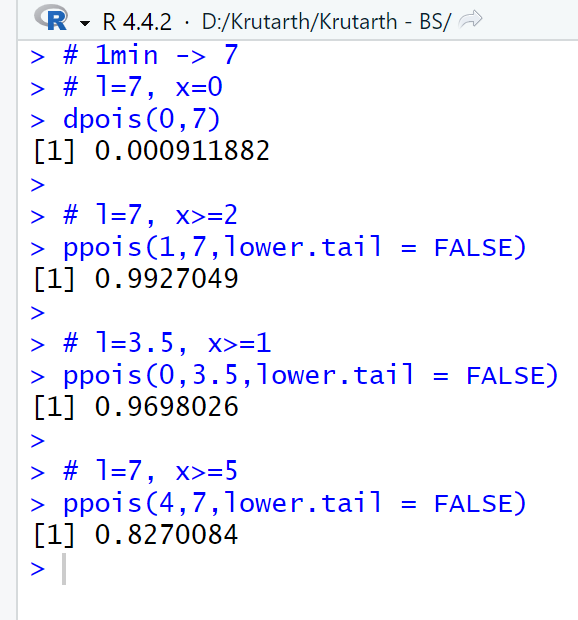 R R 4.4.2 · D:/Krutarth/Krutarth - BS/
> # 1min -> 7
> # l=7, x=0
> dpois(0,7)
[1] 0.000911882
>
> # l=7, x>=2
> ppois(1,7,lower.tail = FALSE)
[1] 0.9927049
>
> # l=3.5, x>=1
> ppois(0,3.5,lower.tail = FALSE)
[1] 0.9698026
>
> # l=7, x>=5
> ppois(4,7,lower.tail = FALSE)
[1] 0.8270084
>